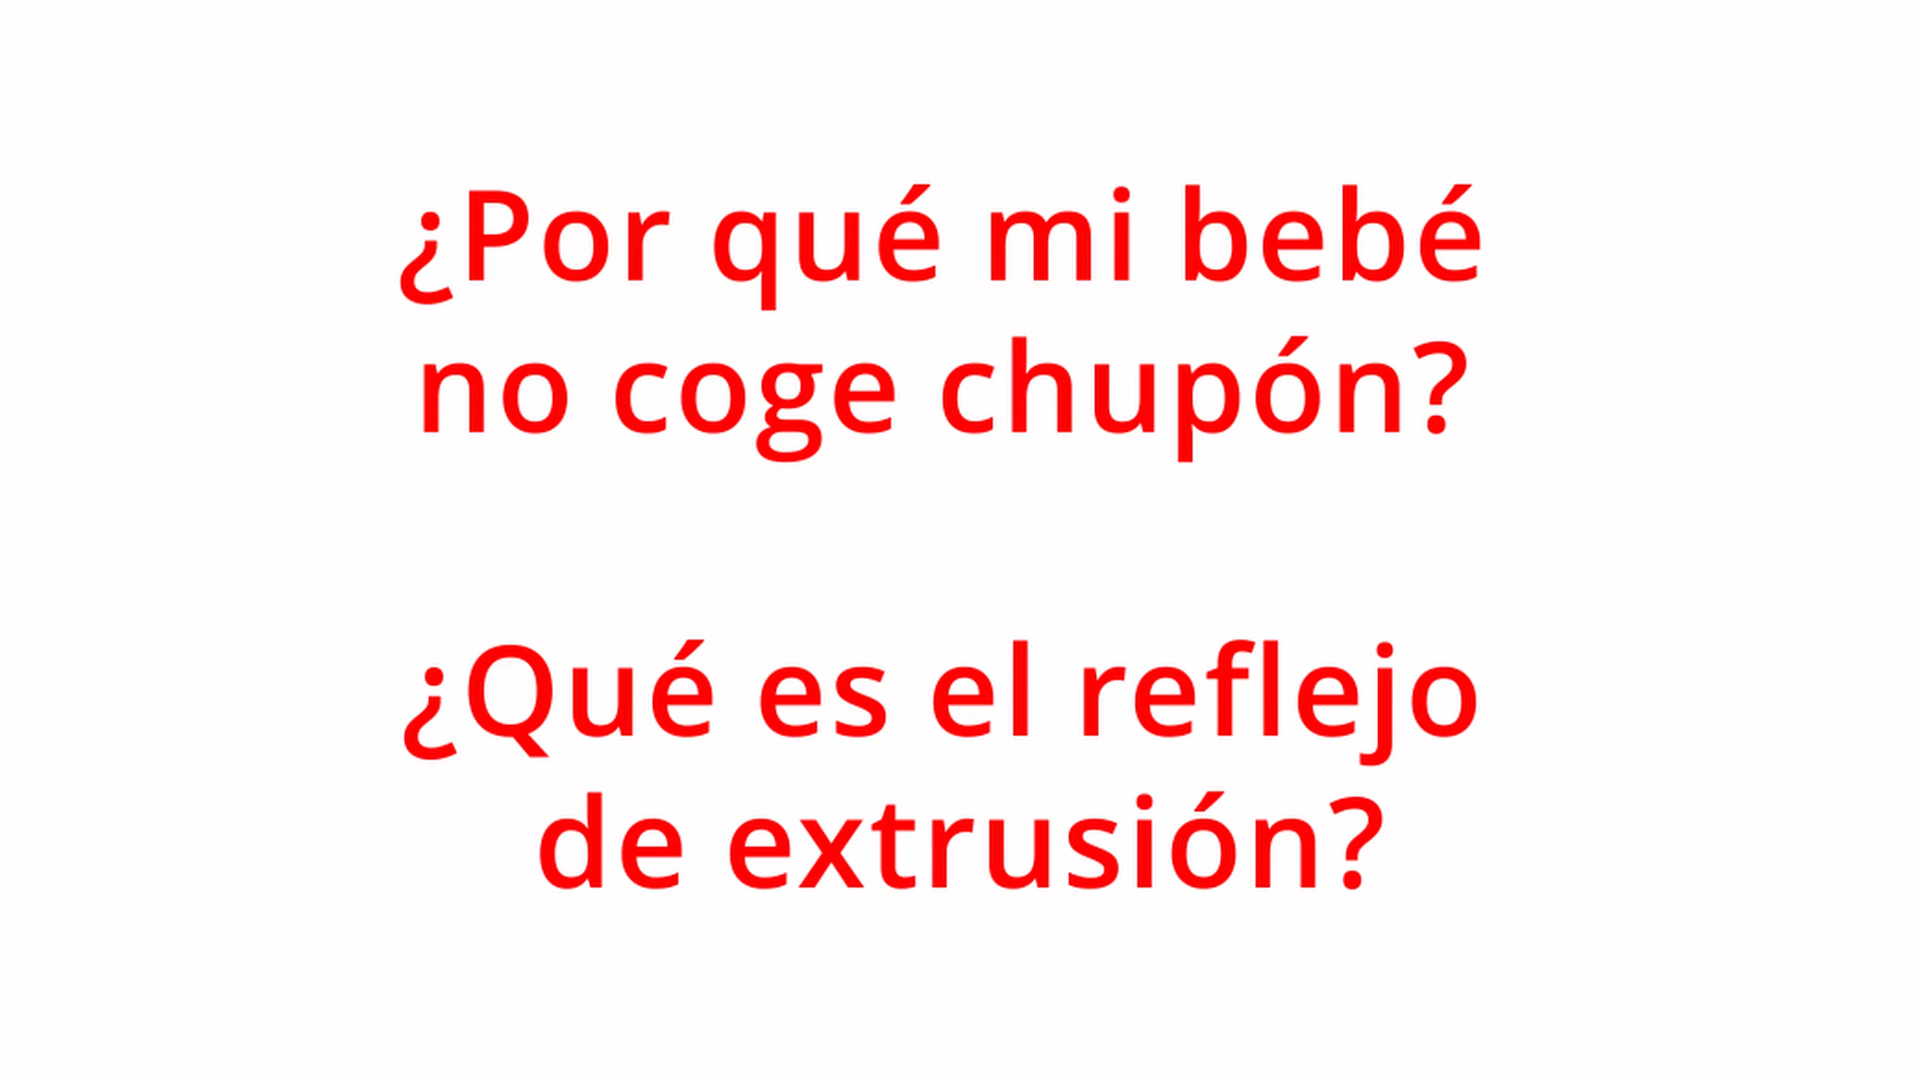 ¿Por qué mi bebé
no coge chupón?
¿Qué es el reflejo
de extrusión?